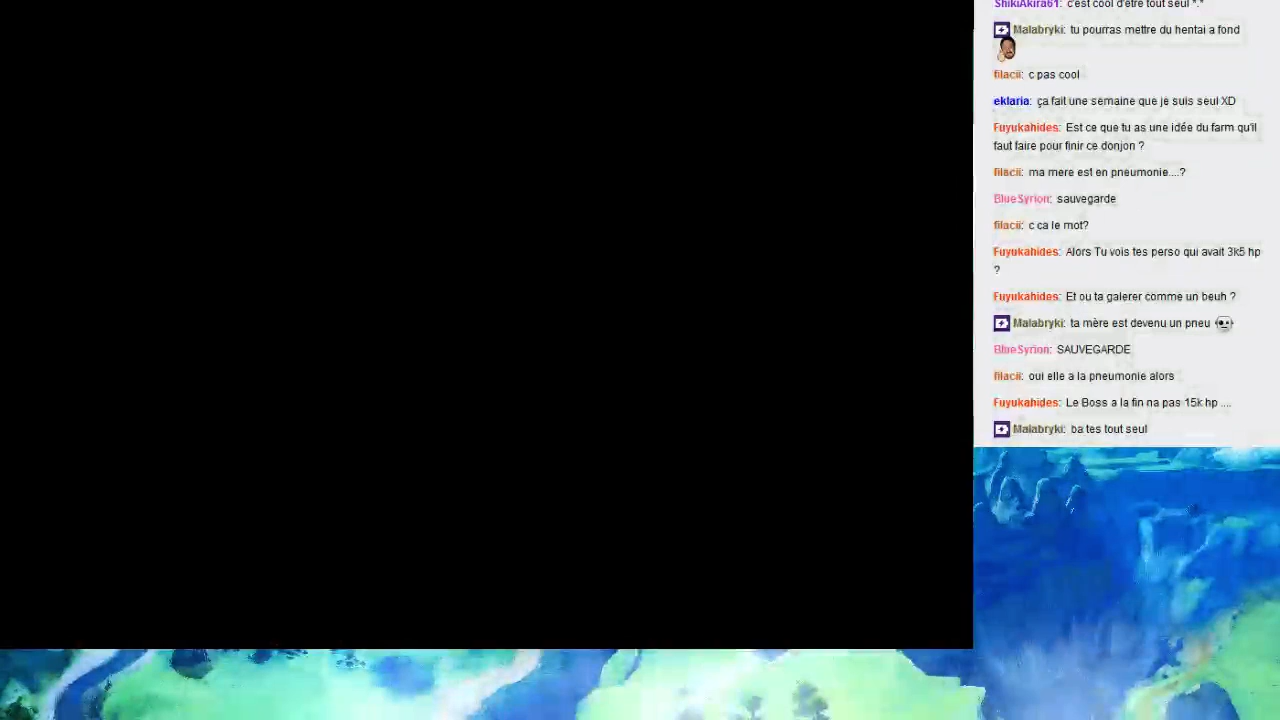 ShikiAkira61: c'est cool d'etre tout seul *.*
Malabryki: tu pourras mettre du hentai a fond
filacii: c pas cool
eklaria: ça fait une semaine que je suis seul XD
Fuyukahides: Est ce que tu as une idée du farm qu'il
faut faire pour finir ce donjon ?
filacii: ma mere est en pneumonie....?
BlueSyrion: sauvegarde
filacii: c ca le mot?
Fuyukahides: Alors Tu vois tes perso qui avait 3k5 hp
?
Fuyukahides: Et ou ta galerer comme un beuh ?
Malabryki: ta mère est devenu un pneu
BlueSyrion: SAUVEGARDE
filacii: oui elle a la pneumonie alors
Fuyukahides: Le Boss a la fin na pas 15k hp ....
Malabryki: ba tes tout seul